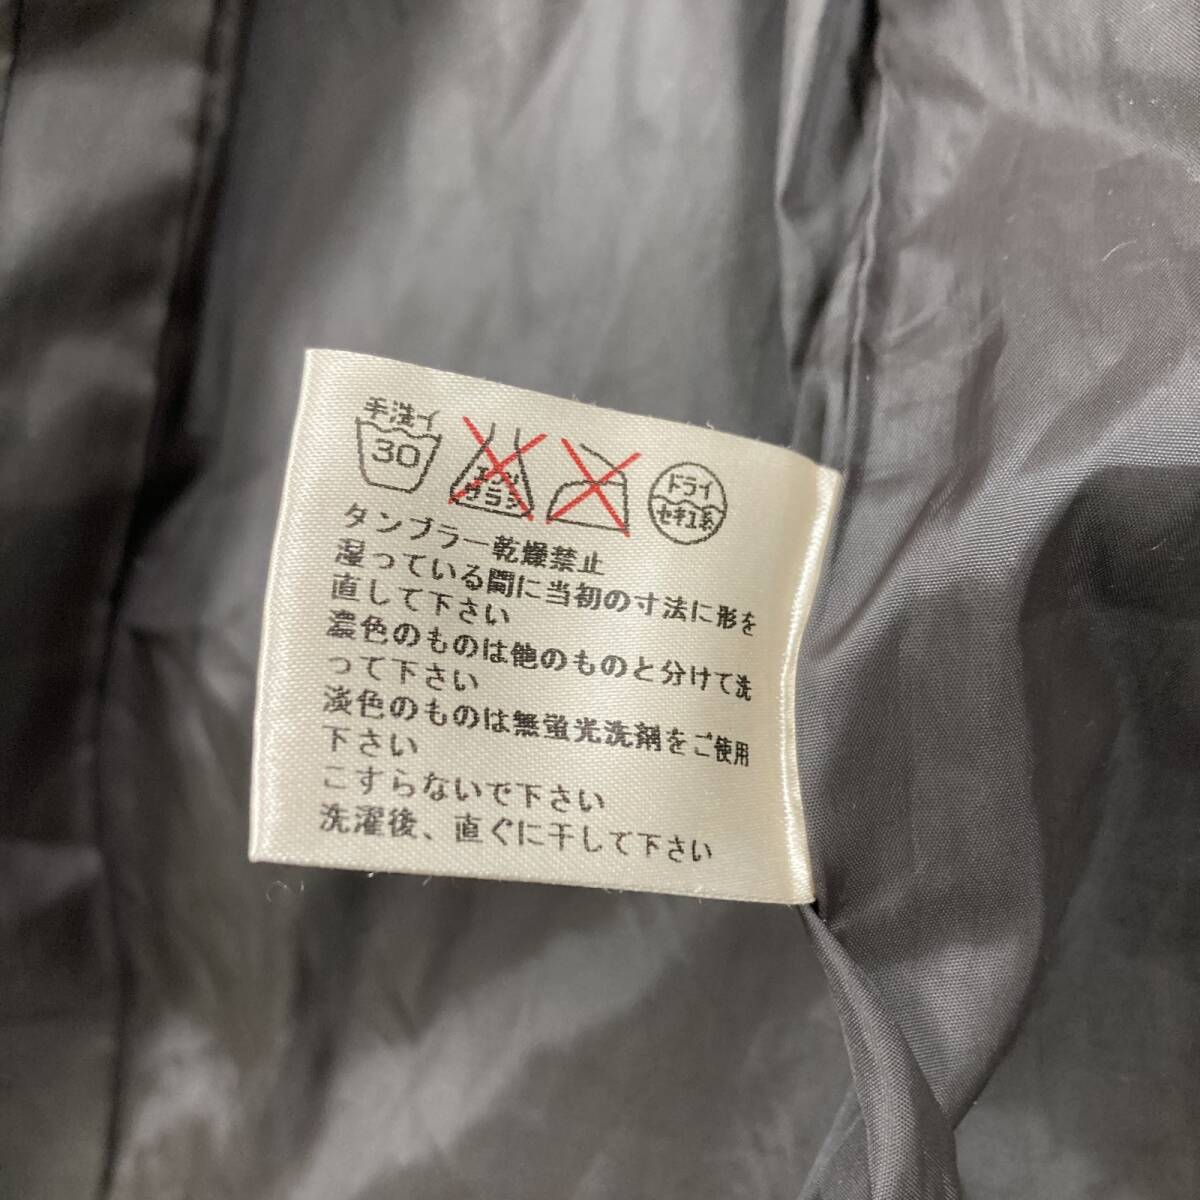 手洗イ
30
エンソ
サラシ
ドライ
セキユ系
タンブラー乾燥禁止
湿っている間に当初の寸法に形を
直して下さい
濃色のものは他のものと分けて洗
って下さい
淡色のものは無蛍光洗剤をご使用
下さい
こすらないで下さい
洗濯後、直ぐに干して下さい